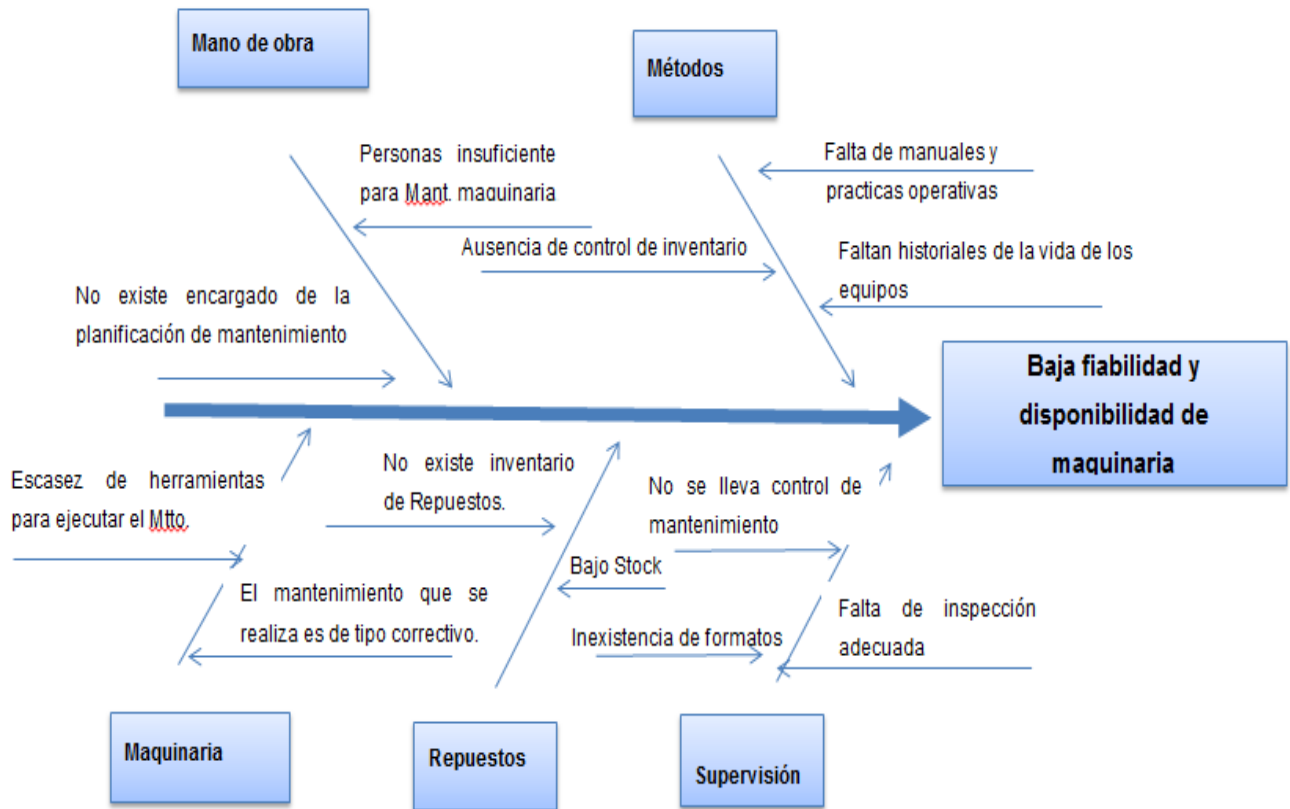 Mano de obra
Métodos
Personas insuficiente
para Mant. maquinaria
Falta de manuales y
practicas operativas
Ausencia de control de inventario
Faltan historiales de la vida de los
equipos
No existe encargado de la
planificación de mantenimiento
Baja fiabilidad y
disponibilidad de
maquinaria
Escasez de herramientas
para ejecutar el Mtto.
No existe inventario
de Repuestos.
No se lleva control de
mantenimiento
Bajo Stock
El mantenimiento que se
realiza es de tipo correctivo.
Inexistencia de formatos
Falta de inspección
adecuada
Maquinaria
Repuestos
Supervisión